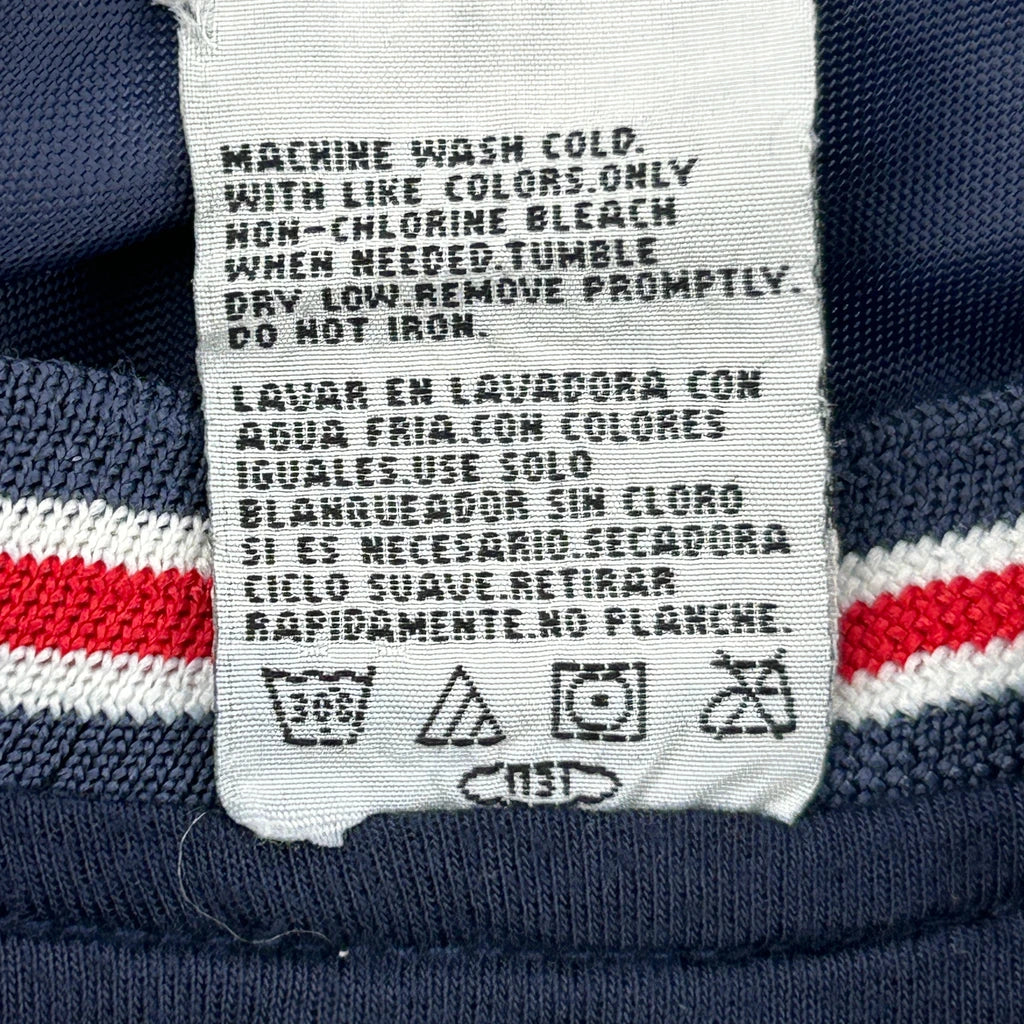 MACHINE WASH COLD.
WITH LIKE COLORS.ONLY
NON-CHLORINE BLEACH
WHEN NEEDED.TUMBLE
DRY LOW.REMOVE PROMPTLY.
DO NOT IRON.
LAVAR EN LAVADORA CON
AGUA FRIA.CON COLORES
IGUALES.USE SOLO
BLANQUEADOR SIN CLORO
SI ES NECESARIO.SECADORA
CICLO SUAVE.RETIRAR
RAPIDAMENTE.NO PLANCHE.